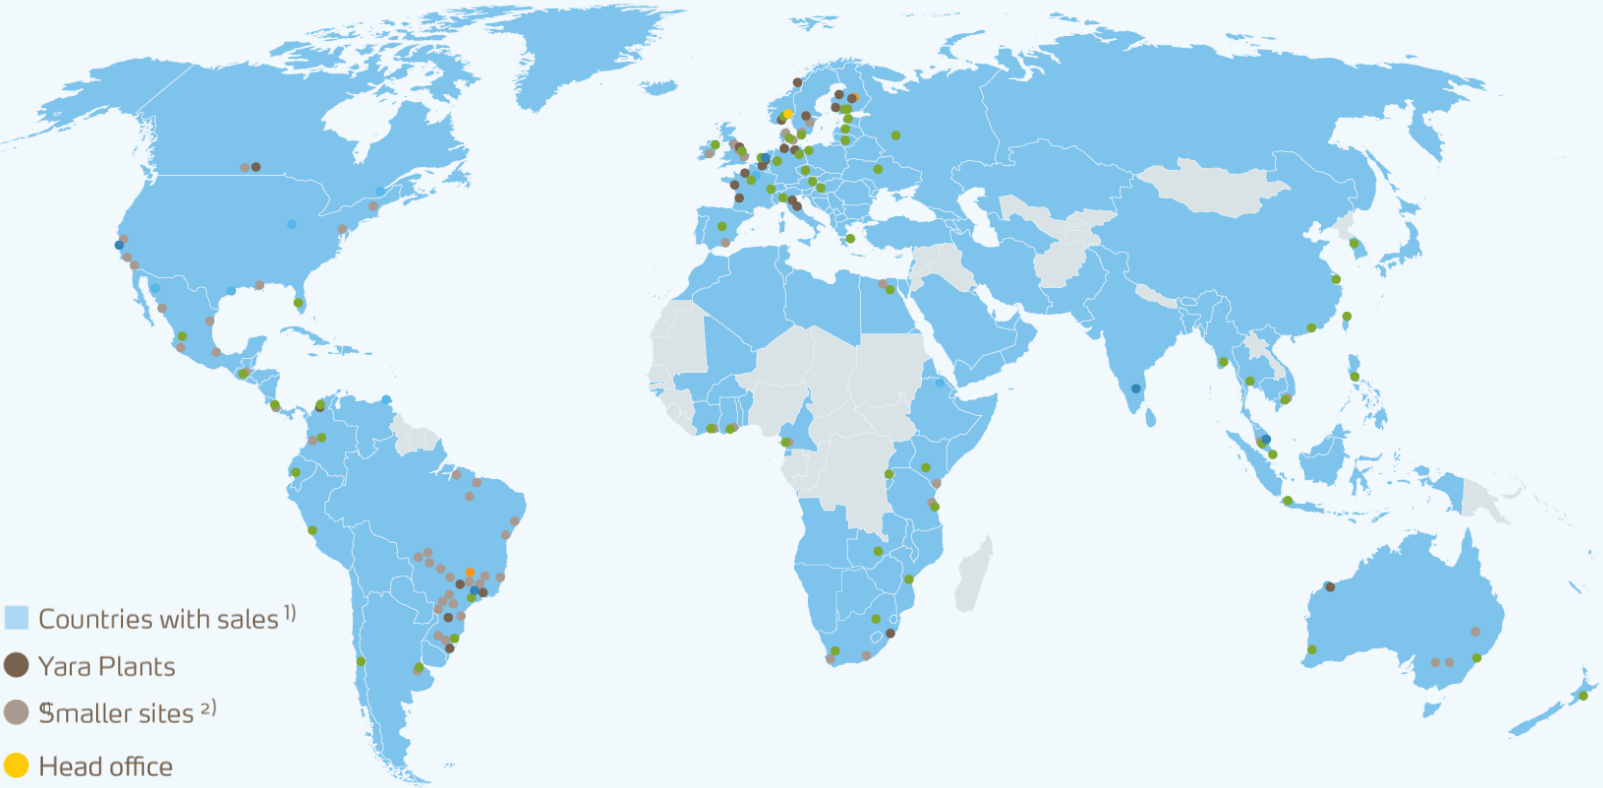 Countries with sales 1)
Yara Plants
Smaller sites 2)
Head office